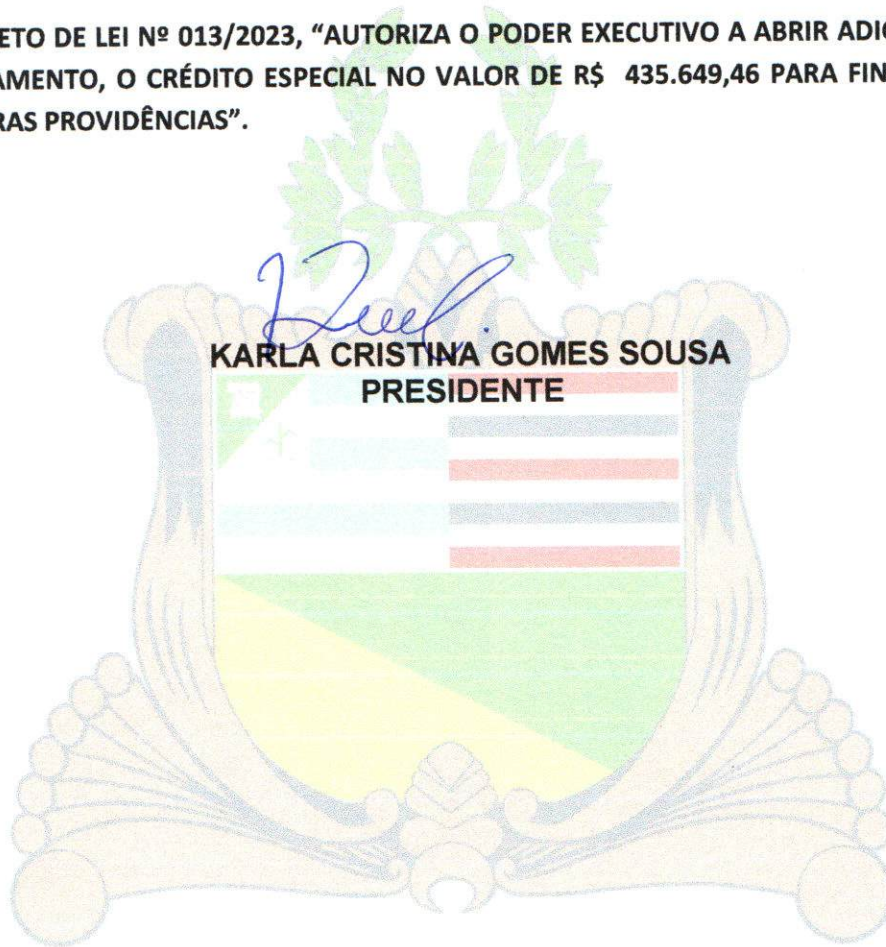 ETO DE LEI Nº 013/2023, “AUTORIZA O PODER EXECUTIVO A ABRIR ADIC
AMENTO, O CRÉDITO ESPECIAL NO VALOR DE R$ 435.649,46 PARA FIN
RAS PROVIDÊNCIAS”.
KARLA CRISTINA GOMES SOUSA
PRESIDENTE